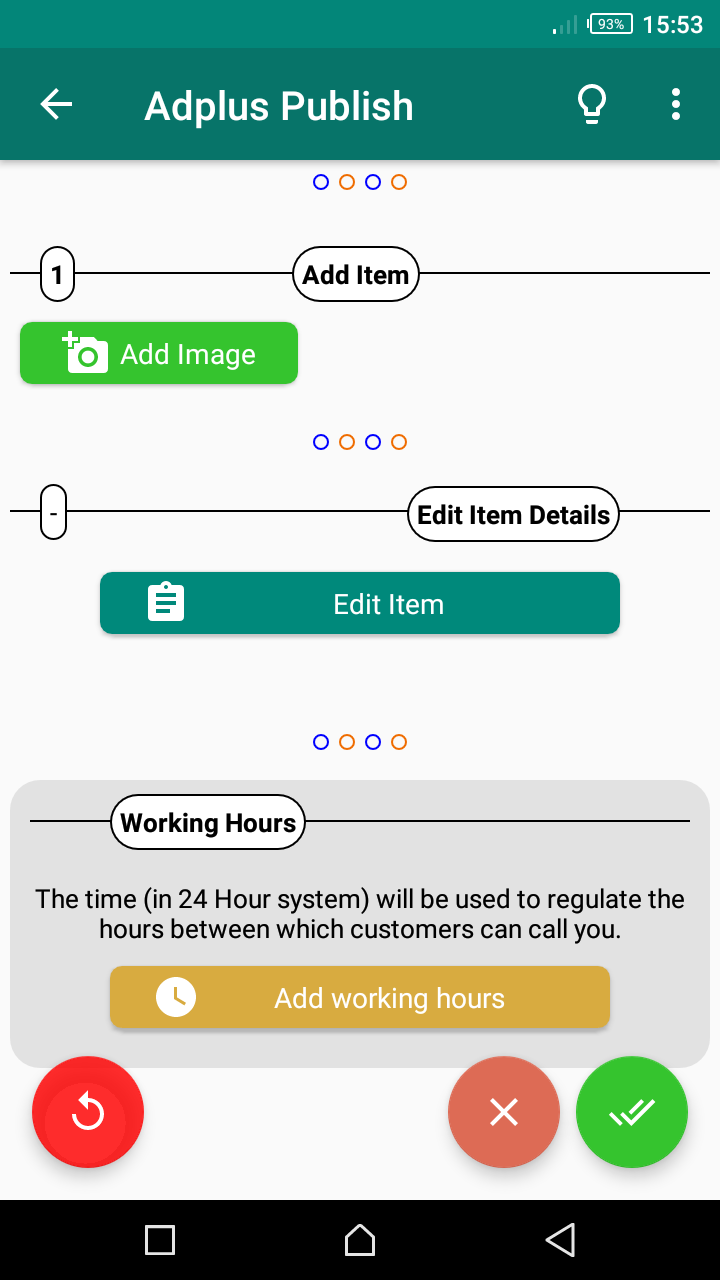 93% 15:53
Adplus Publish
1 Add Item
Add Image
- Edit Item Details
Edit Item
Working Hours
The time (in 24 Hour system) will be used to regulate the
hours between which customers can call you.
Add working hours